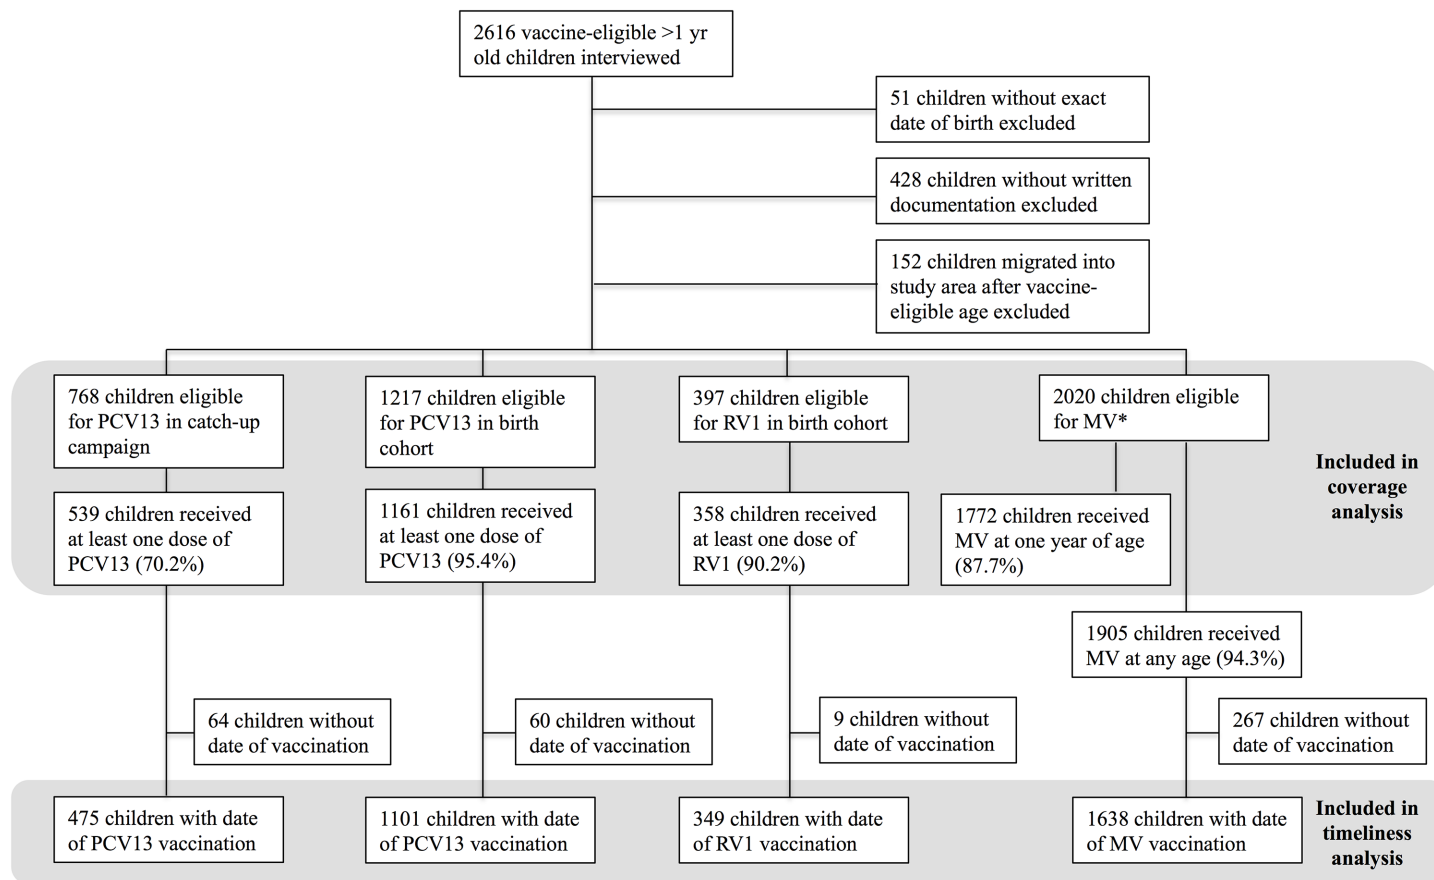 2616 vaccine-eligible >1 yr
old children interviewed
51 children without exact
date of birth excluded
428 children without written
documentation excluded
152 children migrated into
study area after vaccine-
eligible age excluded
768 children eligible
for PCV13 in catch-up
campaign
1217 children eligible
for PCV13 in birth
cohort
397 children eligible
for RV1 in birth cohort
2020 children eligible
for MV*
Included in
coverage
analysis
539 children received
at least one dose of
PCV13 (70.2%)
1161 children received
at least one dose of
PCV13 (95.4%)
358 children received
at least one dose of
RV1 (90.2%)
1772 children received
MV at one year of age
(87.7%)
1905 children received
MV at any age (94.3%)
64 children without
date of vaccination
60 children without
date of vaccination
9 children without
date of vaccination
267 children without
date of vaccination
475 children with date
of PCV13 vaccination
1101 children with date
of PCV13 vaccination
349 children with date
of RV1 vaccination
1638 children with date
of MV vaccination
Included in
timeliness
analysis